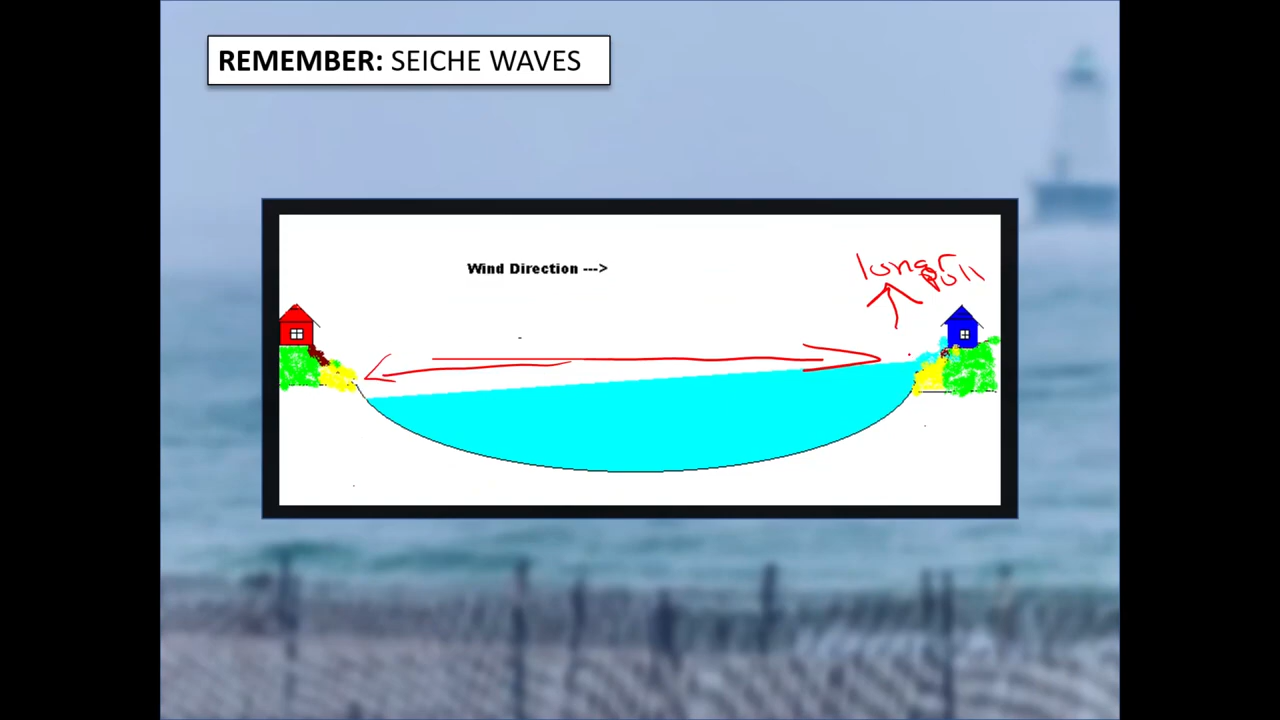 REMEMBER: SEICHE WAVES
Wind Direction --->
lunar
pull